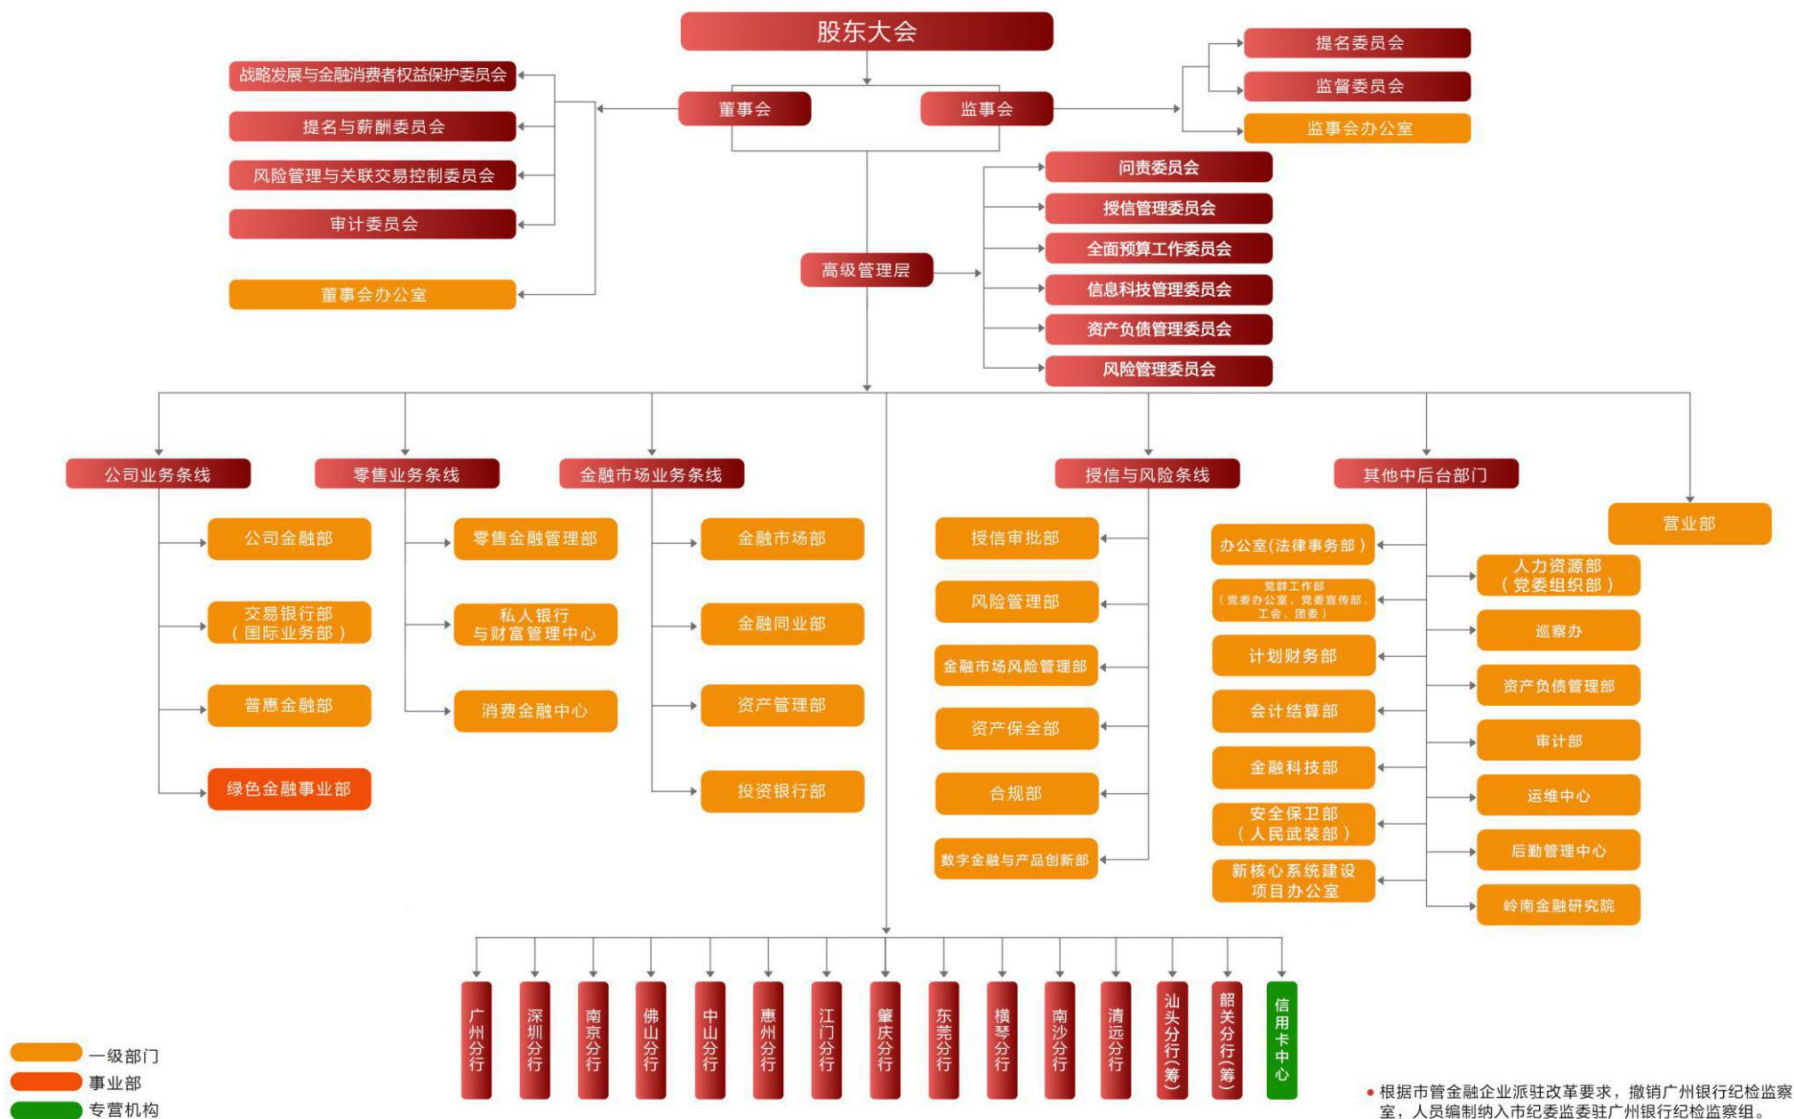 股东大会
董事会
监事会
战略发展与金融消费者权益保护委员会
提名与薪酬委员会
风险管理与关联交易控制委员会
审计委员会
董事会办公室
提名委员会
监督委员会
监事会办公室
高级管理层
问责委员会
授信管理委员会
全面预算工作委员会
信息科技管理委员会
资产负债管理委员会
风险管理委员会
公司业务条线
公司金融部
交易银行部
（国际业务部）
普惠金融部
绿色金融事业部
零售业务条线
零售金融管理部
私人银行
与财富管理中心
消费金融中心
金融市场业务条线
金融市场部
金融同业部
资产管理部
投资银行部
授信与风险条线
授信审批部
风险管理部
金融市场风险管理部
资产保全部
合规部
数字金融与产品创新部
其他中后台部门
办公室(法律事务部)
党群工作部
（党委办公室、党委宣传部、
工会、团委）
计划财务部
会计结算部
金融科技部
安全保卫部
（人民武装部）
新核心系统建设
项目办公室
人力资源部
（党委组织部）
巡察办
资产负债管理部
审计部
运维中心
后勤管理中心
岭南金融研究院
营业部
广州分行
深圳分行
南京分行
佛山分行
中山分行
惠州分行
江门分行
肇庆分行
东莞分行
横琴分行
南沙分行
清远分行
汕头分行(筹)
韶关分行(筹)
信用卡中心
一级部门
事业部
专营机构
根据市管金融企业派驻改革要求，撤销广州银行纪检监察
室，人员编制纳入市纪委监委驻广州银行纪检监察组。